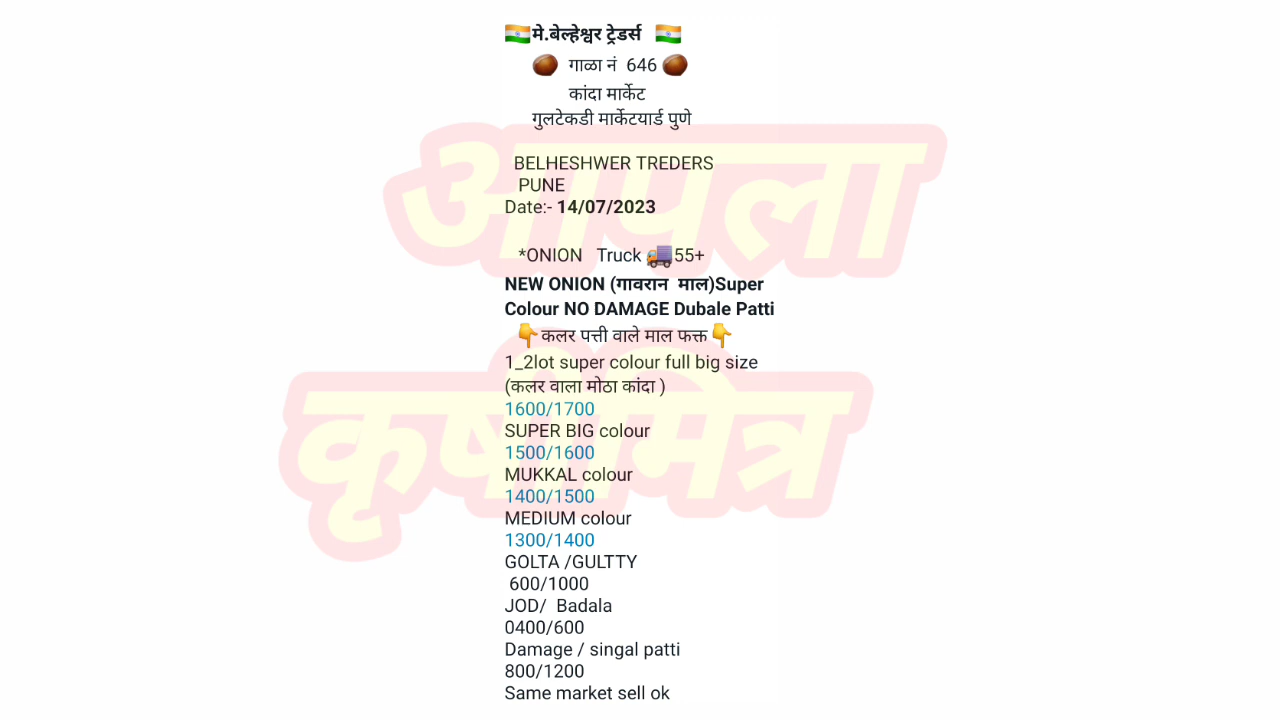 🇮🇳मे.बेल्हेश्वर ट्रेडर्स 🇮🇳
🌰 गाळा नं 646 🌰
कांदा मार्केट
गुलटेकडी मार्केटयार्ड पुणे
आपला
BELHESHWER TREDERS
PUNE
Date:- 14/07/2023
*ONION Truck 🚚55+
NEW ONION (गावरान माल)Super
Colour NO DAMAGE Dubale Patti
👇कलर पत्ती वाले माल फक्त👇
कृषीमित्र
1_2lot super colour full big size
(कलर वाला मोठा कांदा )
1600/1700
SUPER BIG colour
1500/1600
MUKKAL colour
1400/1500
MEDIUM colour
1300/1400
GOLTA /GULTTY
600/1000
JOD/ Badala
0400/600
Damage / singal patti
800/1200
Same market sell ok